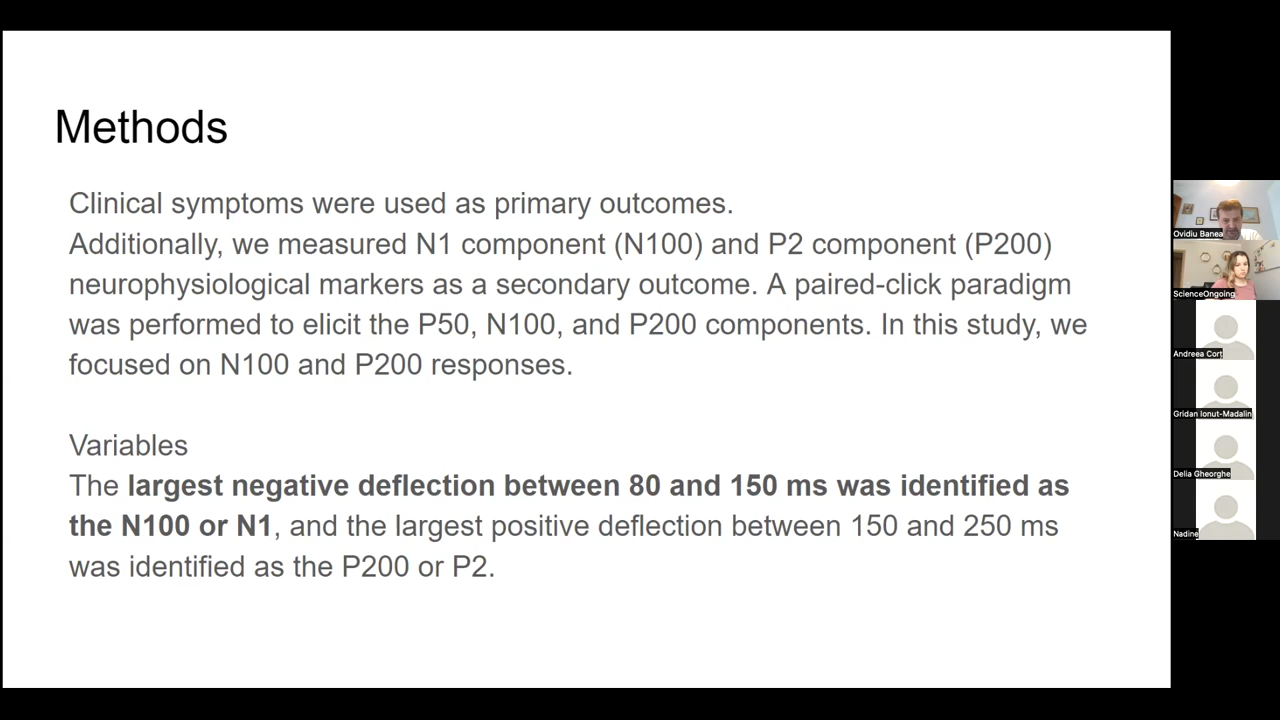 Methods
Clinical symptoms were used as primary outcomes.
Additionally, we measured N1 component (N100) and P2 component (P200)
neurophysiological markers as a secondary outcome. A paired-click paradigm
was performed to elicit the P50, N100, and P200 components. In this study, we
focused on N100 and P200 responses.
Variables
The largest negative deflection between 80 and 150 ms was identified as
the N100 or N1, and the largest positive deflection between 150 and 250 ms
was identified as the P200 or P2.
Ovidiu Banea
ScienceOngoing
Andreea Cort
Gridan Ionut-Madalin
Delia Gheorghe
Nadine